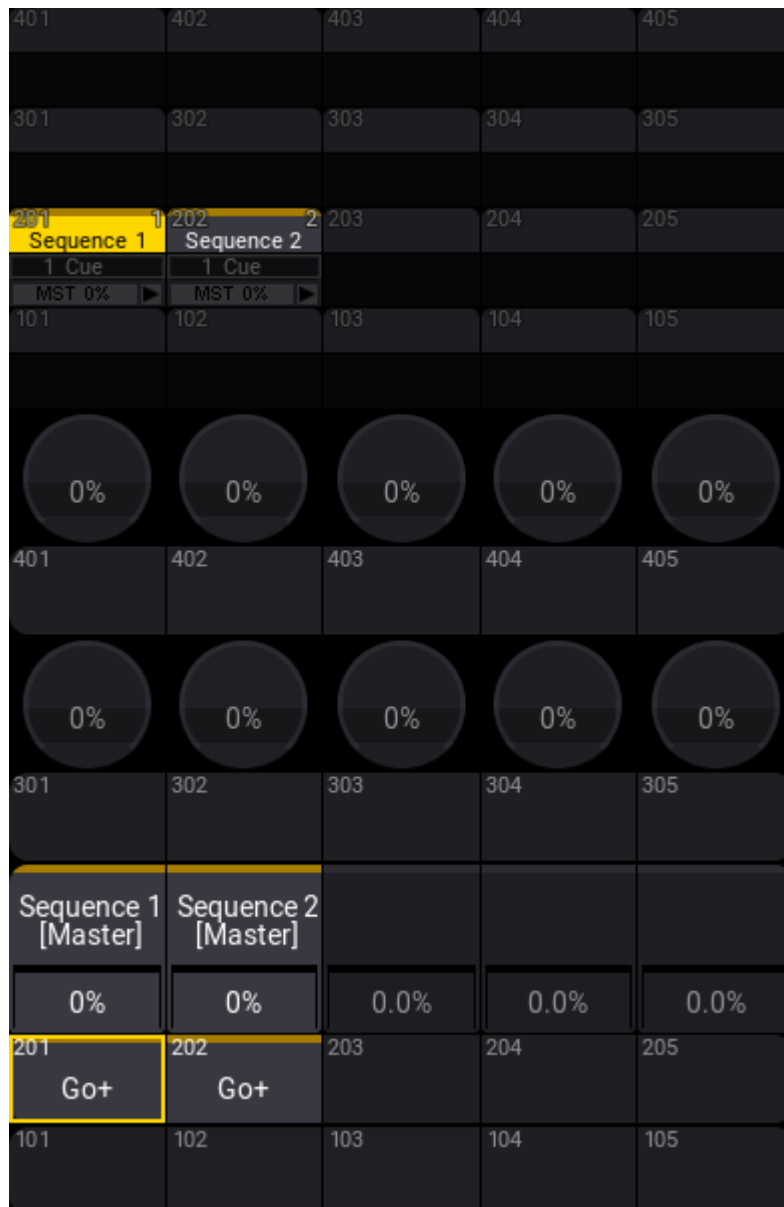 401 402 403 404 405
301 302 303 304 305
201 1 202 2 203 204 205
Sequence 1 Sequence 2
1 Cue 1 Cue
MST 0% MST 0%
101 102 103 104 105
0% 0% 0% 0% 0%
401 402 403 404 405
0% 0% 0% 0% 0%
301 302 303 304 305
Sequence 1 Sequence 2
[Master] [Master]
0% 0% 0.0% 0.0% 0.0%
201 202 203 204 205
Go+ Go+
101 102 103 104 105